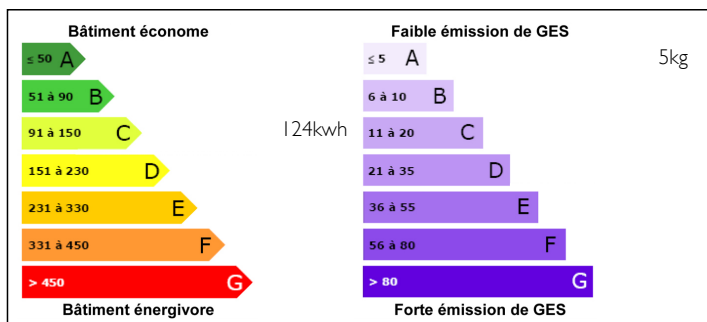 Bâtiment économe
≤ 50 A
51 à 90 B
91 à 150 C
124kwh
151 à 230 D
231 à 330 E
331 à 450 F
> 450 G
Bâtiment énergivore
Faible émission de GES
≤ 5 A
5kg
6 à 10 B
11 à 20 C
21 à 35 D
36 à 55 E
56 à 80 F
> 80 G
Forte émission de GES